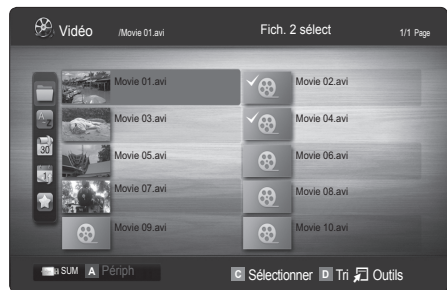 Vidéo /Movie 01.avi Fich. 2 sélect 1/1 Page
Movie 01.avi Movie 02.avi
Movie 03.avi Movie 04.avi
Movie 05.avi Movie 06.avi
Movie 07.avi Movie 08.avi
Movie 09.avi Movie 10.avi
30
SUM A Périph C Sélectionner D Tri Outils